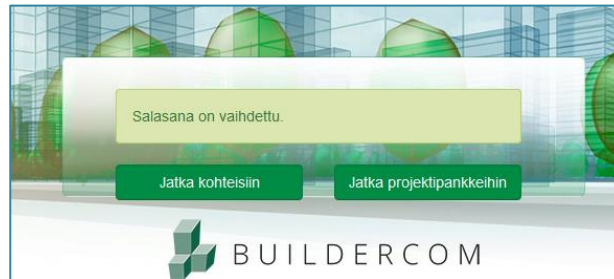 Salasana on vaihdettu.
Jatka kohteisiin
Jatka projektipankkeihin
BUILDERCOM